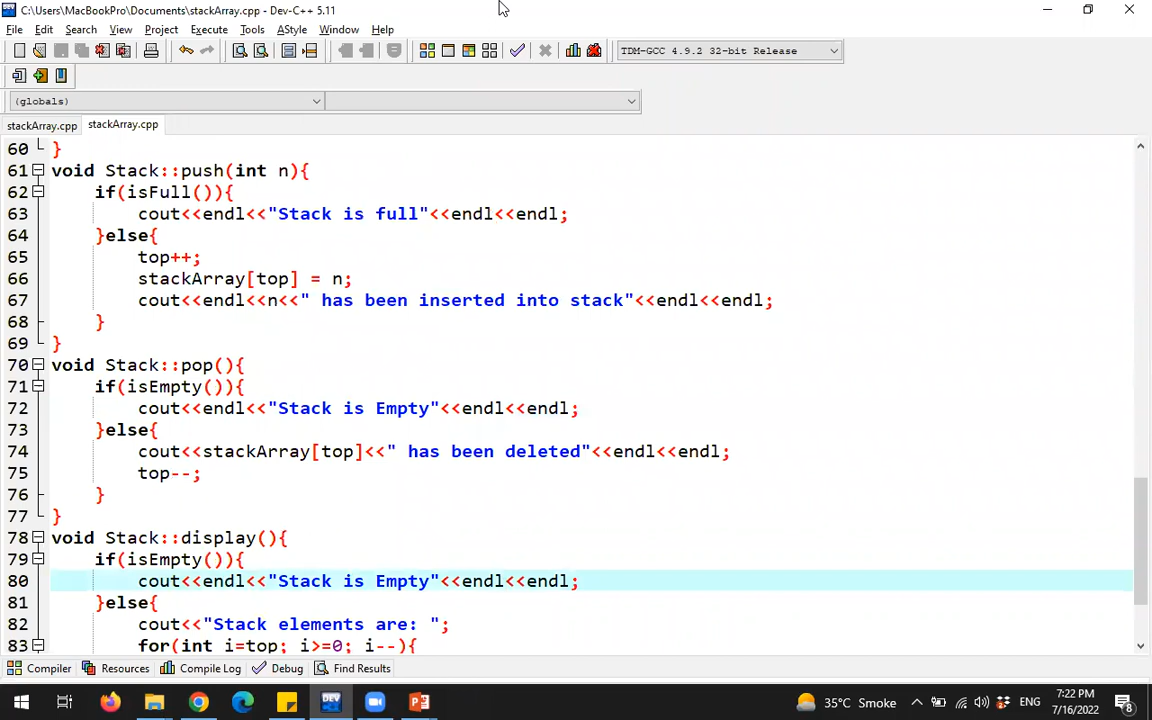 C:\Users\MacBookPro\Documents\stackArray.cpp - Dev-C++ 5.11
File Edit Search View Project Execute Tools AStyle Window Help
TDM-GCC 4.9.2 32-bit Release
(globals)
stackArray.cpp stackArray.cpp
60 }
61 void Stack::push(int n){
62 if(isFull()){
63 cout<<endl<<"Stack is full"<<endl<<endl;
64 }else{
65 top++;
66 stackArray[top] = n;
67 cout<<endl<<n<<" has been inserted into stack"<<endl<<endl;
68 }
69 }
70 void Stack::pop(){
71 if(isEmpty()){
72 cout<<endl<<"Stack is Empty"<<endl<<endl;
73 }else{
74 cout<<stackArray[top]<<" has been deleted"<<endl<<endl;
75 top--;
76 }
77 }
78 void Stack::display(){
79 if(isEmpty()){
80 cout<<endl<<"Stack is Empty"<<endl<<endl;
81 }else{
82 cout<<"Stack elements are: ";
83 for(int i=top; i>=0; i--){
Compiler Resources Compile Log Debug Find Results
DEV 35°C Smoke ENG 7:22 PM
7/16/2022 8